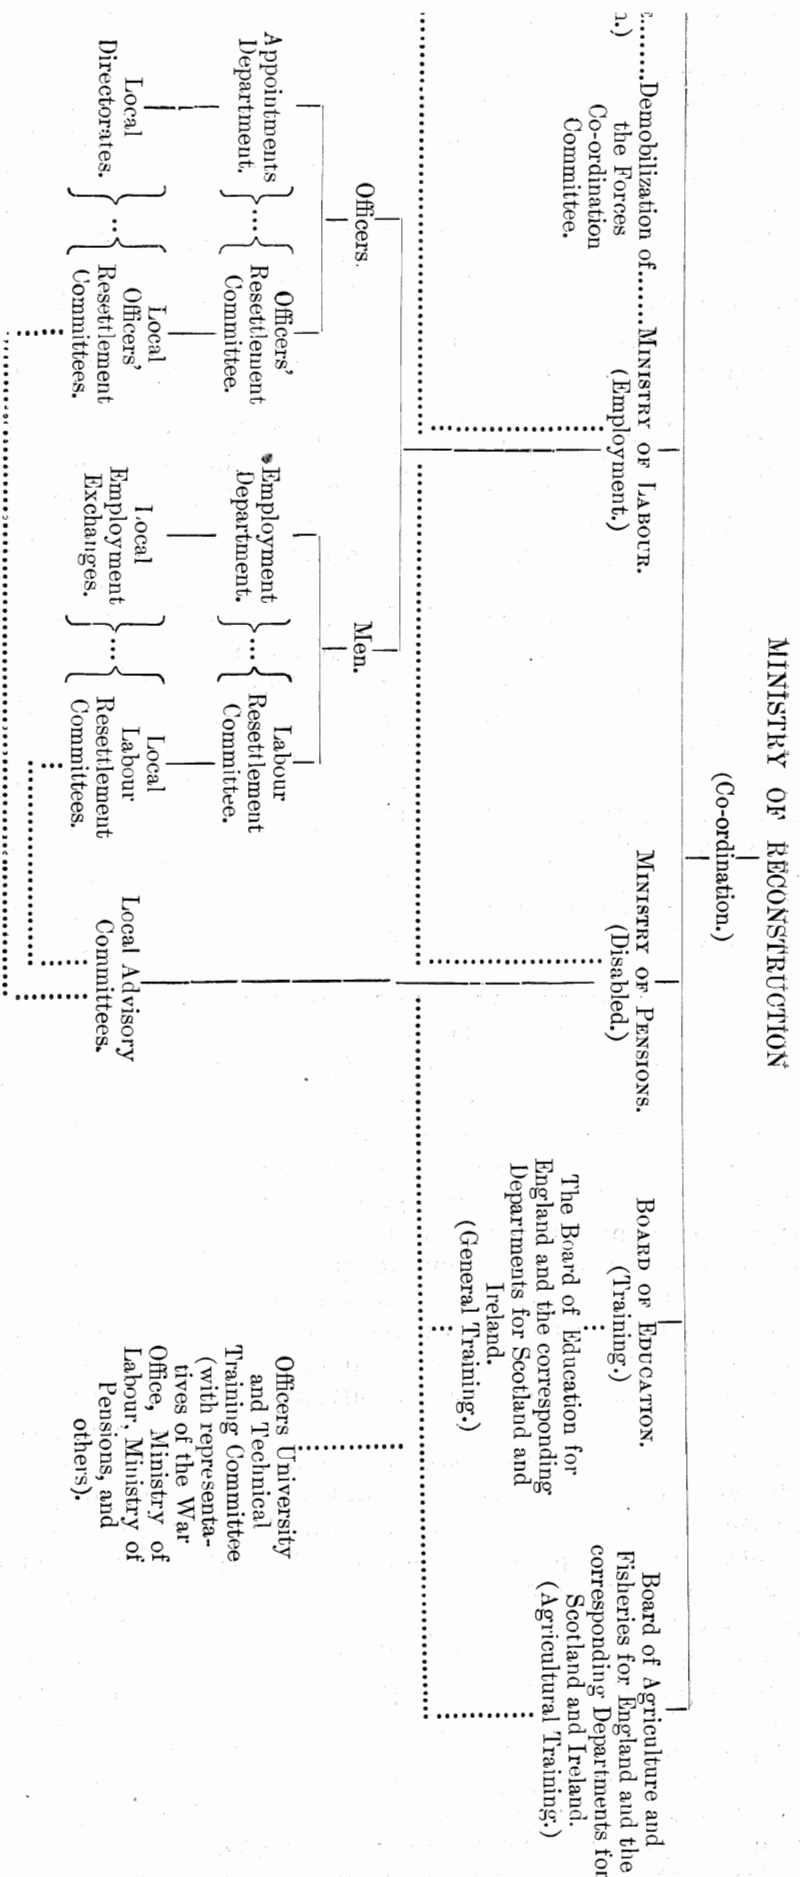 MINISTRY OF RECONSTRUCTION
(Co-ordination.)
Demobilization of
the Forces
Co-ordination
Committee.
MINISTRY OF LABOUR.
(Employment.)
MINISTRY OF PENSIONS.
(Disabled.)
BOARD OF EDUCATION.
(Training.)
The Board of Education for
England and the corresponding
Departments for Scotland and
Ireland.
(General Training.)
Board of Agriculture and
Fisheries for England and the
corresponding Departments for
Scotland and Ireland.
(Agricultural Training.)
Officers.
Men.
Appointments
Department.
Officers'
Resettlement
Committee.
Employment
Department.
Labour
Resettlement
Committee.
Officers University
and Technical
Training Committee
(with representa-
tives of the War
Office, Ministry of
Labour, Ministry of
Pensions, and
others).
Local
Directorates.
Local
Officers'
Resettlement
Committees.
Local
Employment
Exchanges.
Local
Labour
Resettlement
Committees.
Local Advisory
Committees.